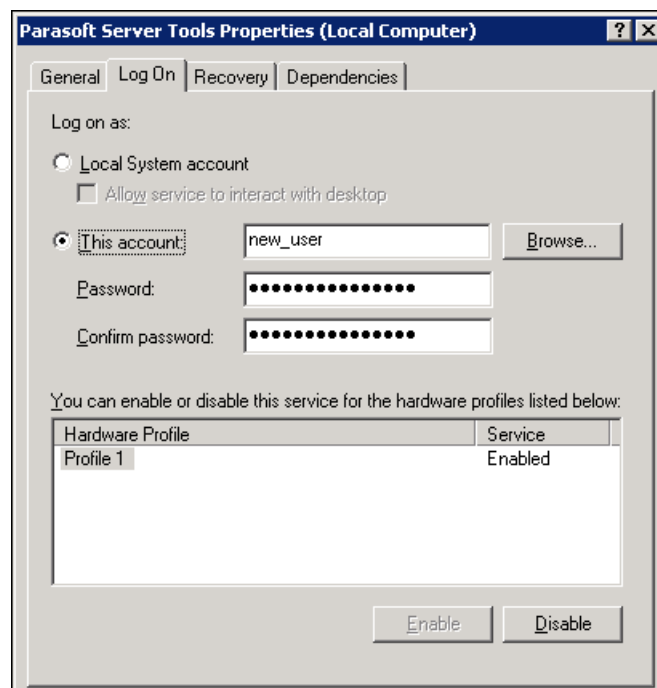 Parasoft Server Tools Properties (Local Computer)
General Log On Recovery Dependencies
Log on as:
Local System account
Allow service to interact with desktop
This account: new_user Browse...
Password: ●●●●●●●●●●●●●●●
Confirm password: ●●●●●●●●●●●●●●●
You can enable or disable this service for the hardware profiles listed below:
Hardware Profile Service
Profile 1 Enabled
Enable Disable